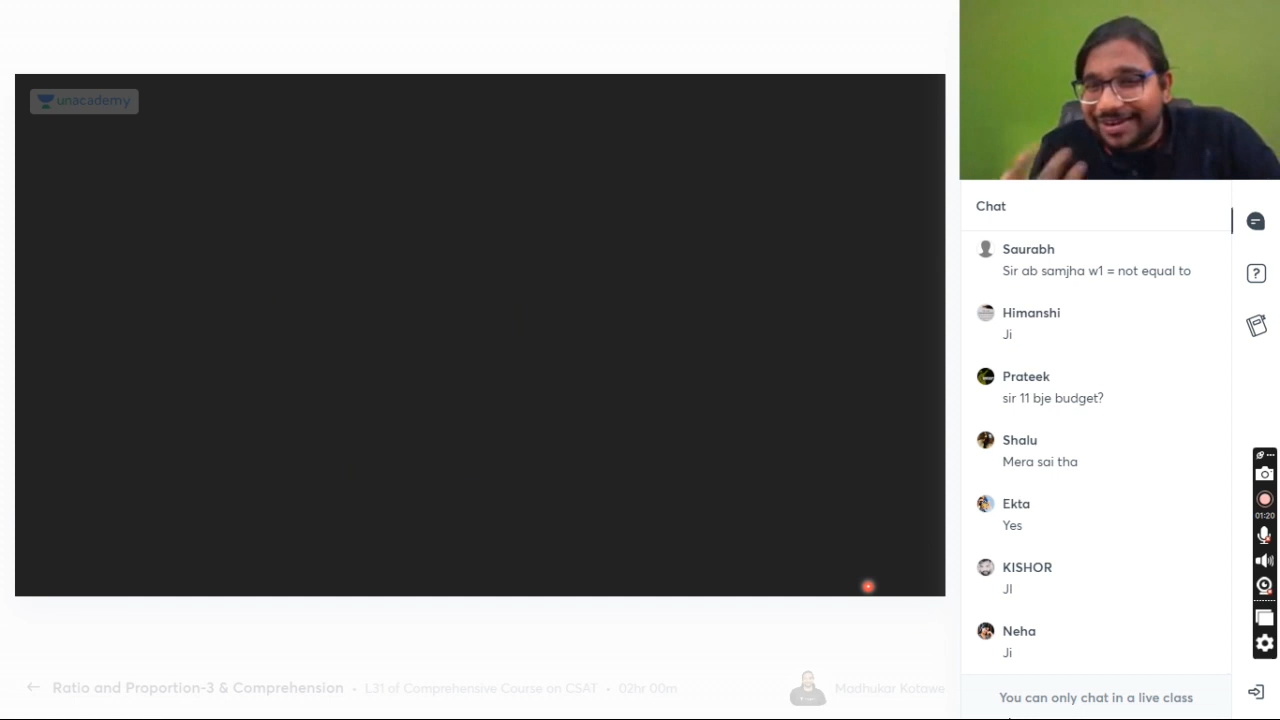 unacademy
Chat
Saurabh
Sir ab samjha w1 = not equal to
Himanshi
Ji
Prateek
sir 11 bje budget?
Shalu
Mera sai tha
Ekta
Yes
KISHOR
JI
Neha
Ji
You can only chat in a live class
01:20
← Ratio and Proportion-3 & Comprehension • L31 of Comprehensive Course on CSAT • 02hr 00m
Madhukar Kotawe